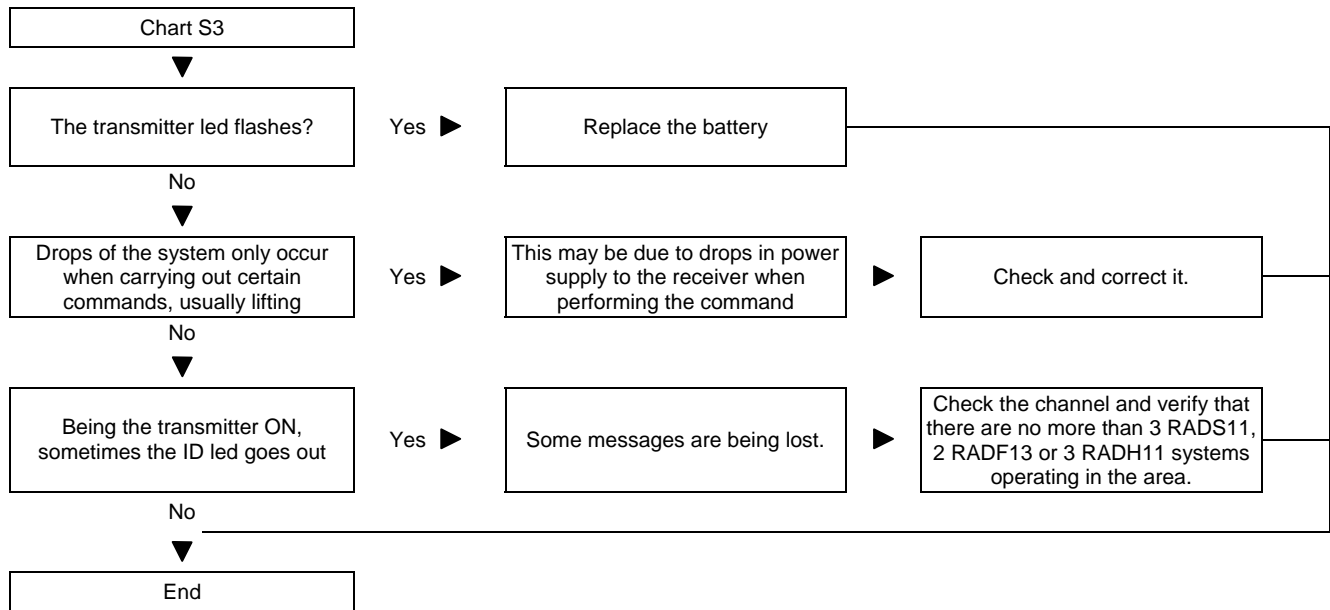 Chart S3
The transmitter led flashes?
Yes
Replace the battery
No
Drops of the system only occur
when carrying out certain
commands, usually lifting
Yes
This may be due to drops in power
supply to the receiver when
performing the command
Check and correct it.
No
Being the transmitter ON,
sometimes the ID led goes out
Yes
Some messages are being lost.
Check the channel and verify that
there are no more than 3 RADS11,
2 RADF13 or 3 RADH11 systems
operating in the area.
No
End